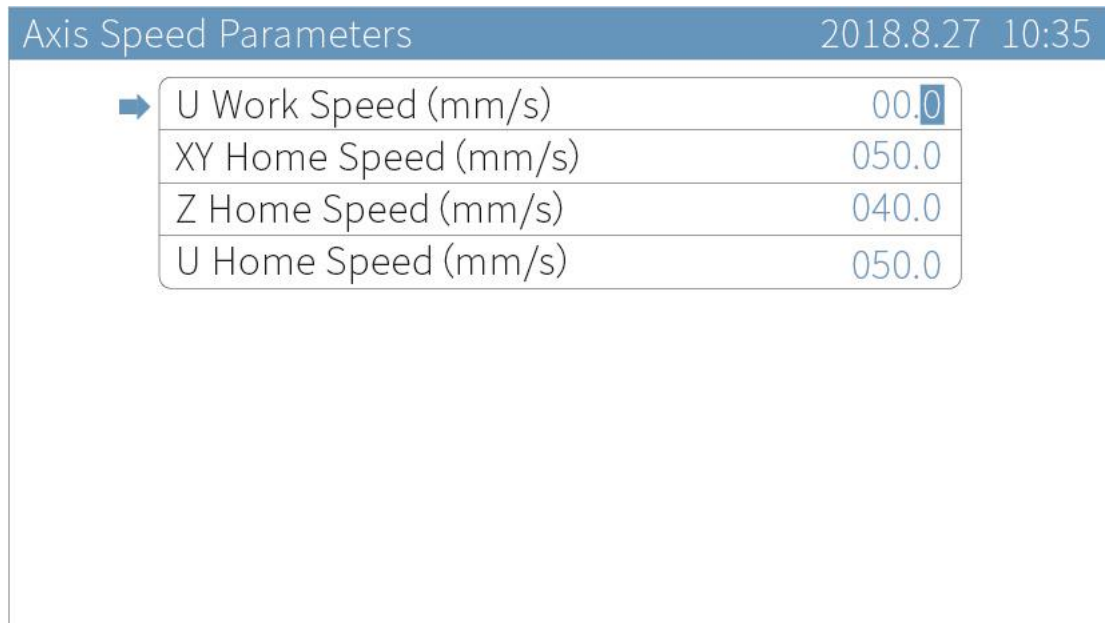 Axis Speed Parameters 2018.8.27 10:35
U Work Speed (mm/s) 00.0
XY Home Speed (mm/s) 050.0
Z Home Speed (mm/s) 040.0
U Home Speed (mm/s) 050.0